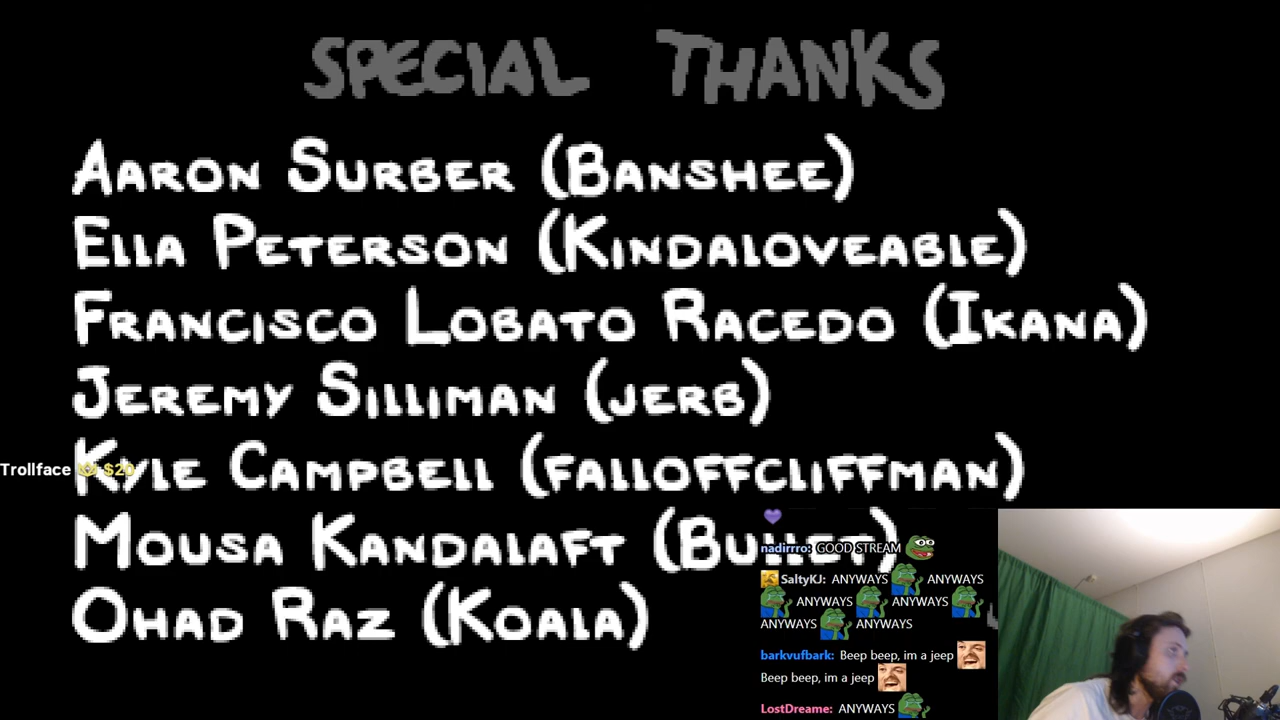 SPECIAL THANKS
AARON SURBER (BANSHEE)
ELLA PETERSON (KINDALOVEABLE)
FRANCISCO LOBATO RACEDO (IKANA)
JEREMY SILLIMAN (JERB)
Trollface $20
KYLE CAMPBELL (FALLOFFCLIFFMAN)
MOUSA KANDALAFT (BULLET)
nadirrro: GOOD STREAM
SaltyKJ: ANYWAYS ANYWAYS
ANYWAYS ANYWAYS
ANYWAYS ANYWAYS
OHAD RAZ (KOALA)
barkvufbark: Beep beep, im a jeep
Beep beep, im a jeep
LostDreame: ANYWAYS